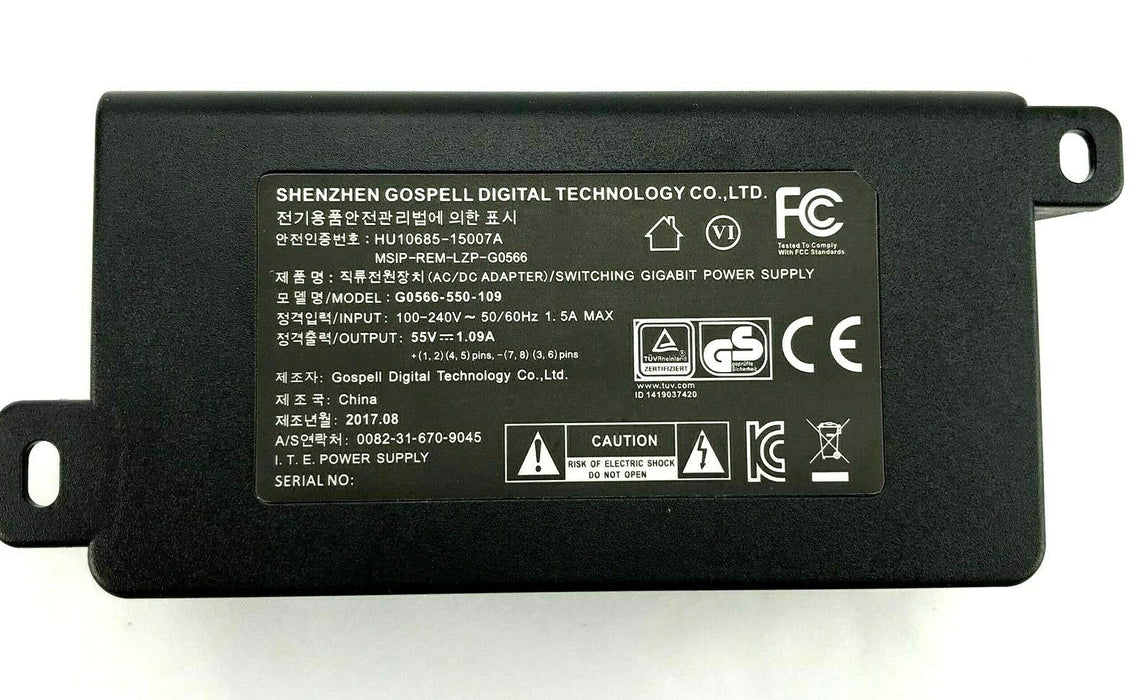 SHENZHEN GOSPELL DIGITAL TECHNOLOGY CO.,LTD.
전기용품안전관리법에 의한 표시
안전인증번호 : HU10685-15007A
MSIP-REM-LZP-G0566
VI
FC
Tested To Comply
With FCC Standards
제 품 명 : 직류전원장치(AC/DC ADAPTER)/SWITCHING GIGABIT POWER SUPPLY
모 델 명/MODEL : G0566-550-109
정격입력/INPUT: 100-240V ~ 50/60Hz 1. 5A MAX
정격출력/OUTPUT: 55V⎓1.09A
+(1, 2)(4, 5)pins, -(7, 8) (3, 6)pins
TÜVRheinland
ZERTIFIZIERT
GS
geprüfte
Sicherheit
CE
www.tuv.com
ID 1419037420
제조자: Gospell Digital Technology Co.,Ltd.
제 조 국: China
제조년월: 2017.08
A/S연락처: 0082-31-670-9045
I. T. E. POWER SUPPLY
SERIAL NO:
CAUTION
RISK OF ELECTRIC SHOCK
DO NOT OPEN
KC